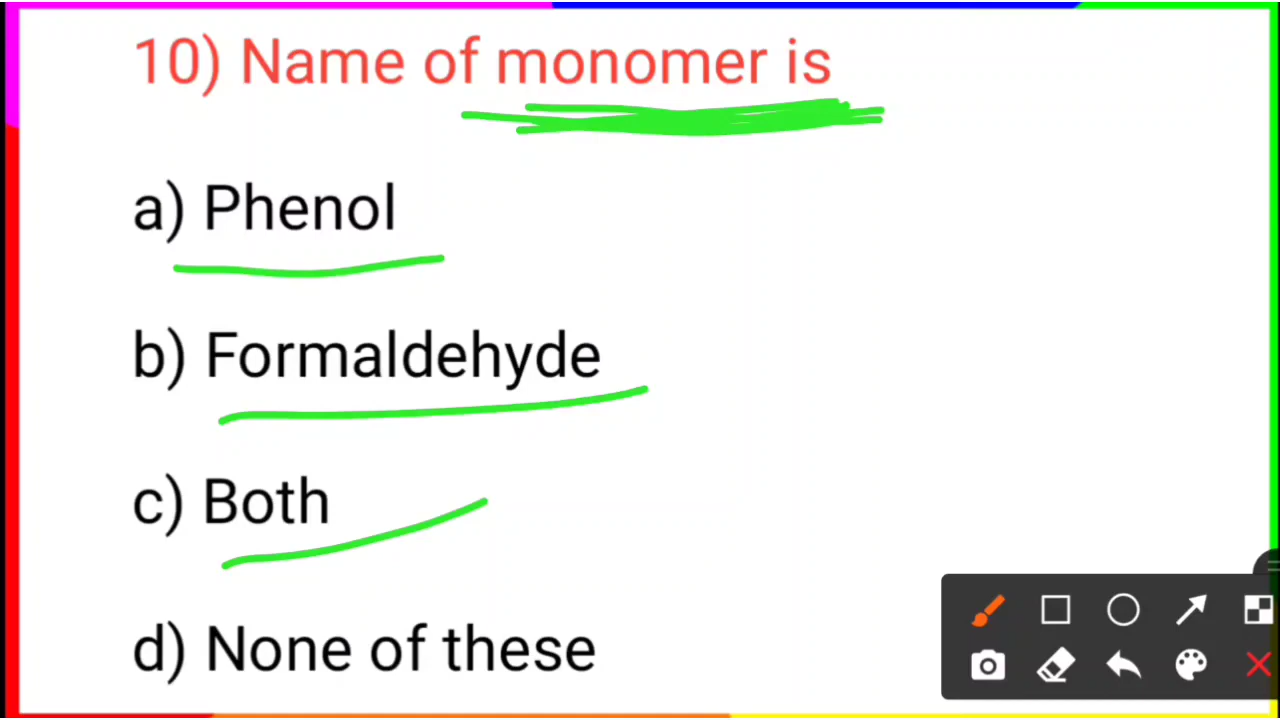 10) Name of monomer is
a) Phenol
b) Formaldehyde
c) Both
d) None of these